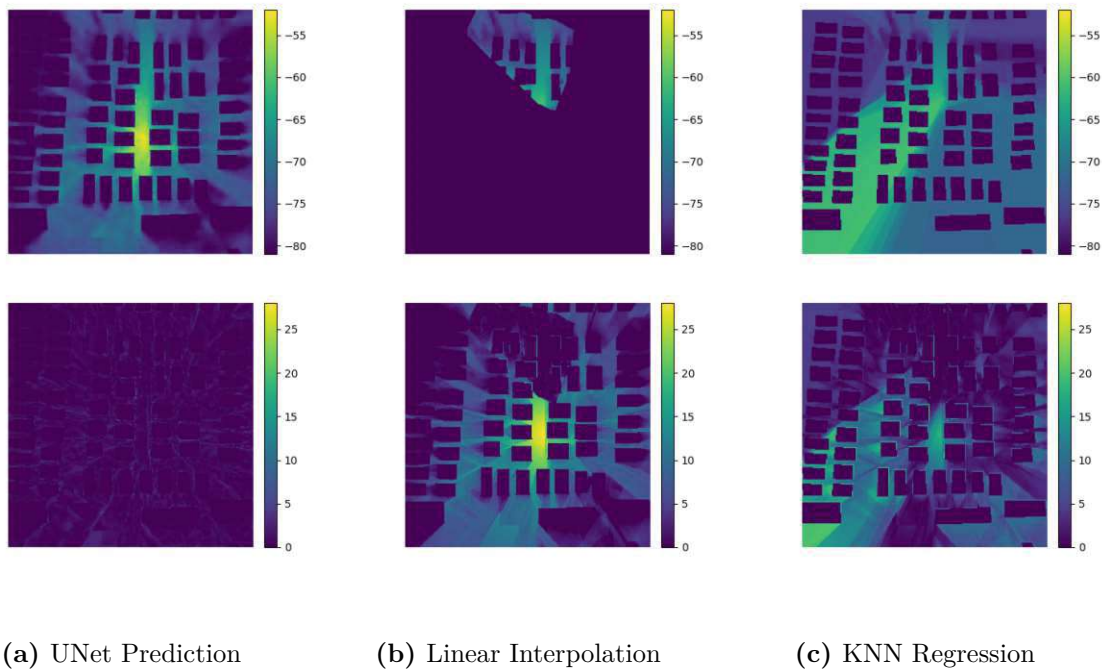 −55 −55 −55
−60 −60 −60
−65 −65 −65
−70 −70 −70
−75 −75 −75
−80 −80 −80
25 25 25
20 20 20
15 15 15
10 10 10
5 5 5
0 0 0
(a) UNet Prediction (b) Linear Interpolation (c) KNN Regression